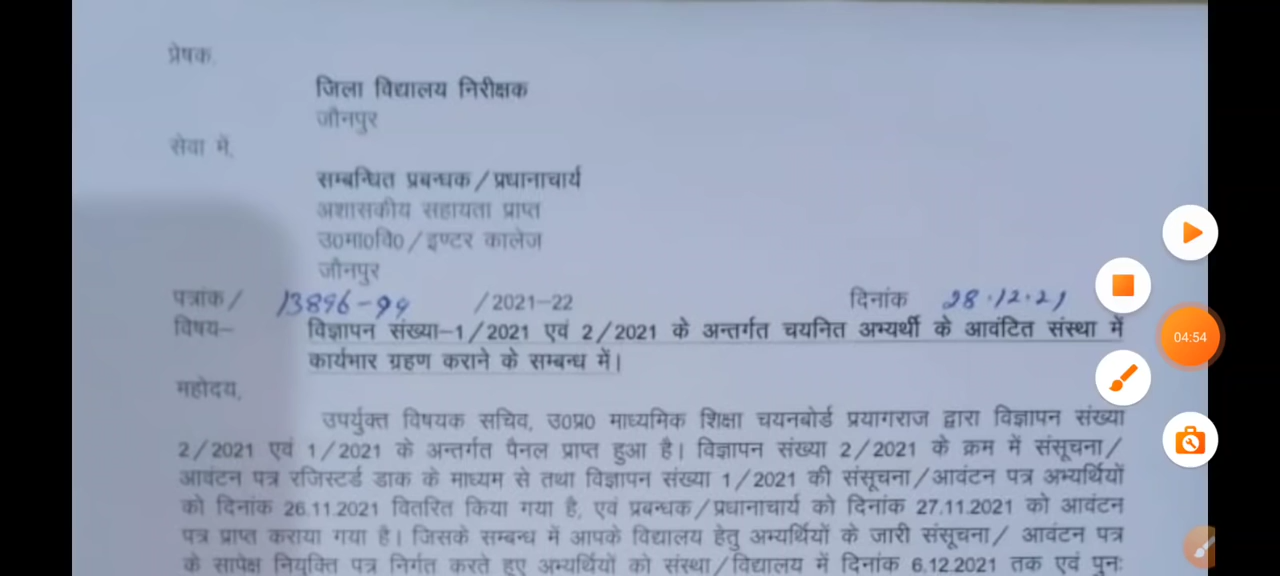 प्रेषक,
जिला विद्यालय निरीक्षक
जौनपुर
सेवा में,
सम्बन्धित प्रबन्धक/प्रधानाचार्य
अशासकीय सहायता प्राप्त
उ0मा0वि0/इण्टर कालेज
जौनपुर
पत्रांक/ 13896-99 /2021-22 दिनांक 28.12.21
विषय– विज्ञापन संख्या–1/2021 एवं 2/2021 के अन्तर्गत चयनित अभ्यर्थी के आवंटित संस्था में
कार्यभार ग्रहण कराने के सम्बन्ध में।
महोदय,
उपर्युक्त विषयक सचिव, उ0प्र0 माध्यमिक शिक्षा चयनबोर्ड प्रयागराज द्वारा विज्ञापन संख्या
2/2021 एवं 1/2021 के अन्तर्गत पैनल प्राप्त हुआ है। विज्ञापन संख्या 2/2021 के क्रम में संसूचना/
आवंटन पत्र रजिस्टर्ड डाक के माध्यम से तथा विज्ञापन संख्या 1/2021 की संसूचना/आवंटन पत्र अभ्यर्थियों
को दिनांक 26.11.2021 वितरित किया गया है, एवं प्रबन्धक/प्रधानाचार्य को दिनांक 27.11.2021 को आवंटन
पत्र प्राप्त कराया गया है। जिसके सम्बन्ध में आपके विद्यालय हेतु अभ्यर्थियों के जारी संसूचना/ आवंटन पत्र
के सापेक्ष नियुक्ति पत्र निर्गत करते हुए अभ्यर्थियों को संस्था/विद्यालय में दिनांक 6.12.2021 तक एवं पुनः
04:54